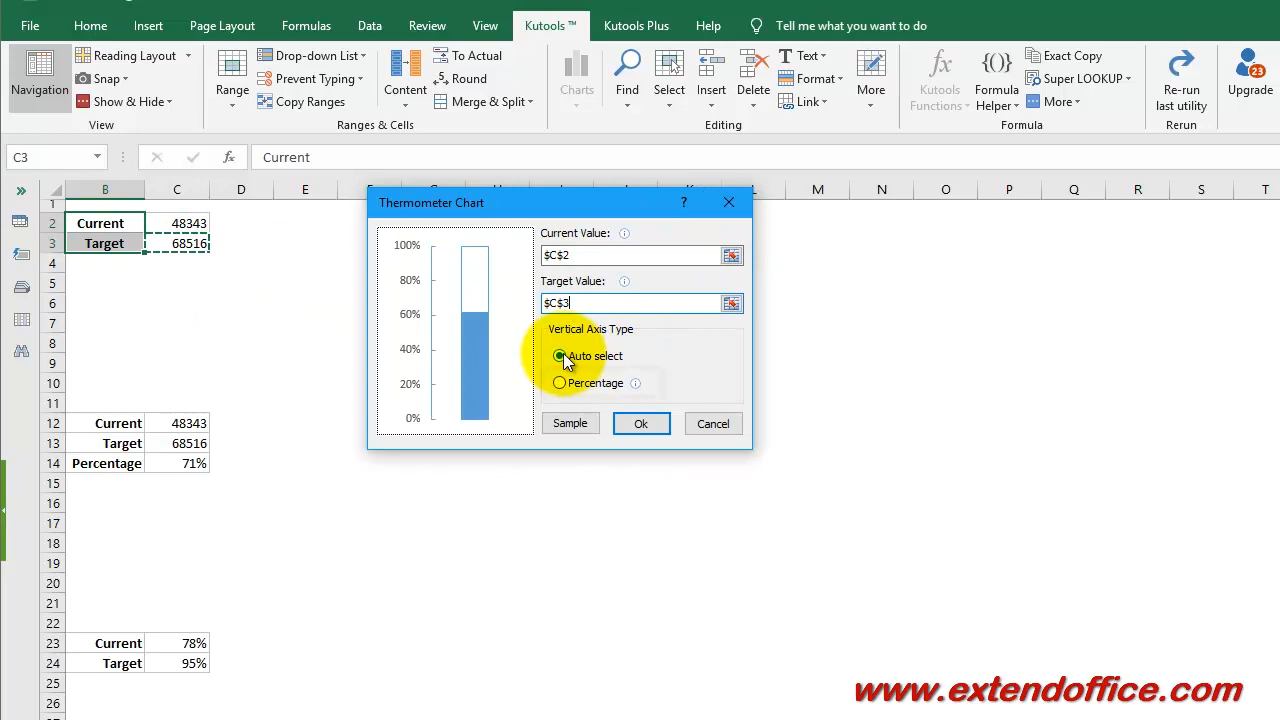 File Home Insert Page Layout Formulas Data Review View Kutools ™ Kutools Plus Help Tell me what you want to do
Navigation
Reading Layout
Snap
Show & Hide
View
Range
Drop-down List
Prevent Typing
Copy Ranges
Content
To Actual
Round
Merge & Split
Ranges & Cells
Charts
Find
Select
Insert
Delete
Text
Format
Link
More
Editing
Kutools
Functions
Formula
Helper
Exact Copy
Super LOOKUP
More
Formula
Re-run
last utility
Rerun
23
Upgrade
C3 fx Current
B C D E M N O P Q R S T
1
2 Current 48343
3 Target 68516
4
5
6
7
8
9
10
11
12 Current 48343
13 Target 68516
14 Percentage 71%
15
16
17
18
19
20
21
22
23 Current 78%
24 Target 95%
25
26
Thermometer Chart ?
100%
80%
60%
40%
20%
0%
Current Value:
$C$2
Target Value:
$C$3
Vertical Axis Type
Auto select
Percentage
Sample Ok Cancel
www.extendoffice.com